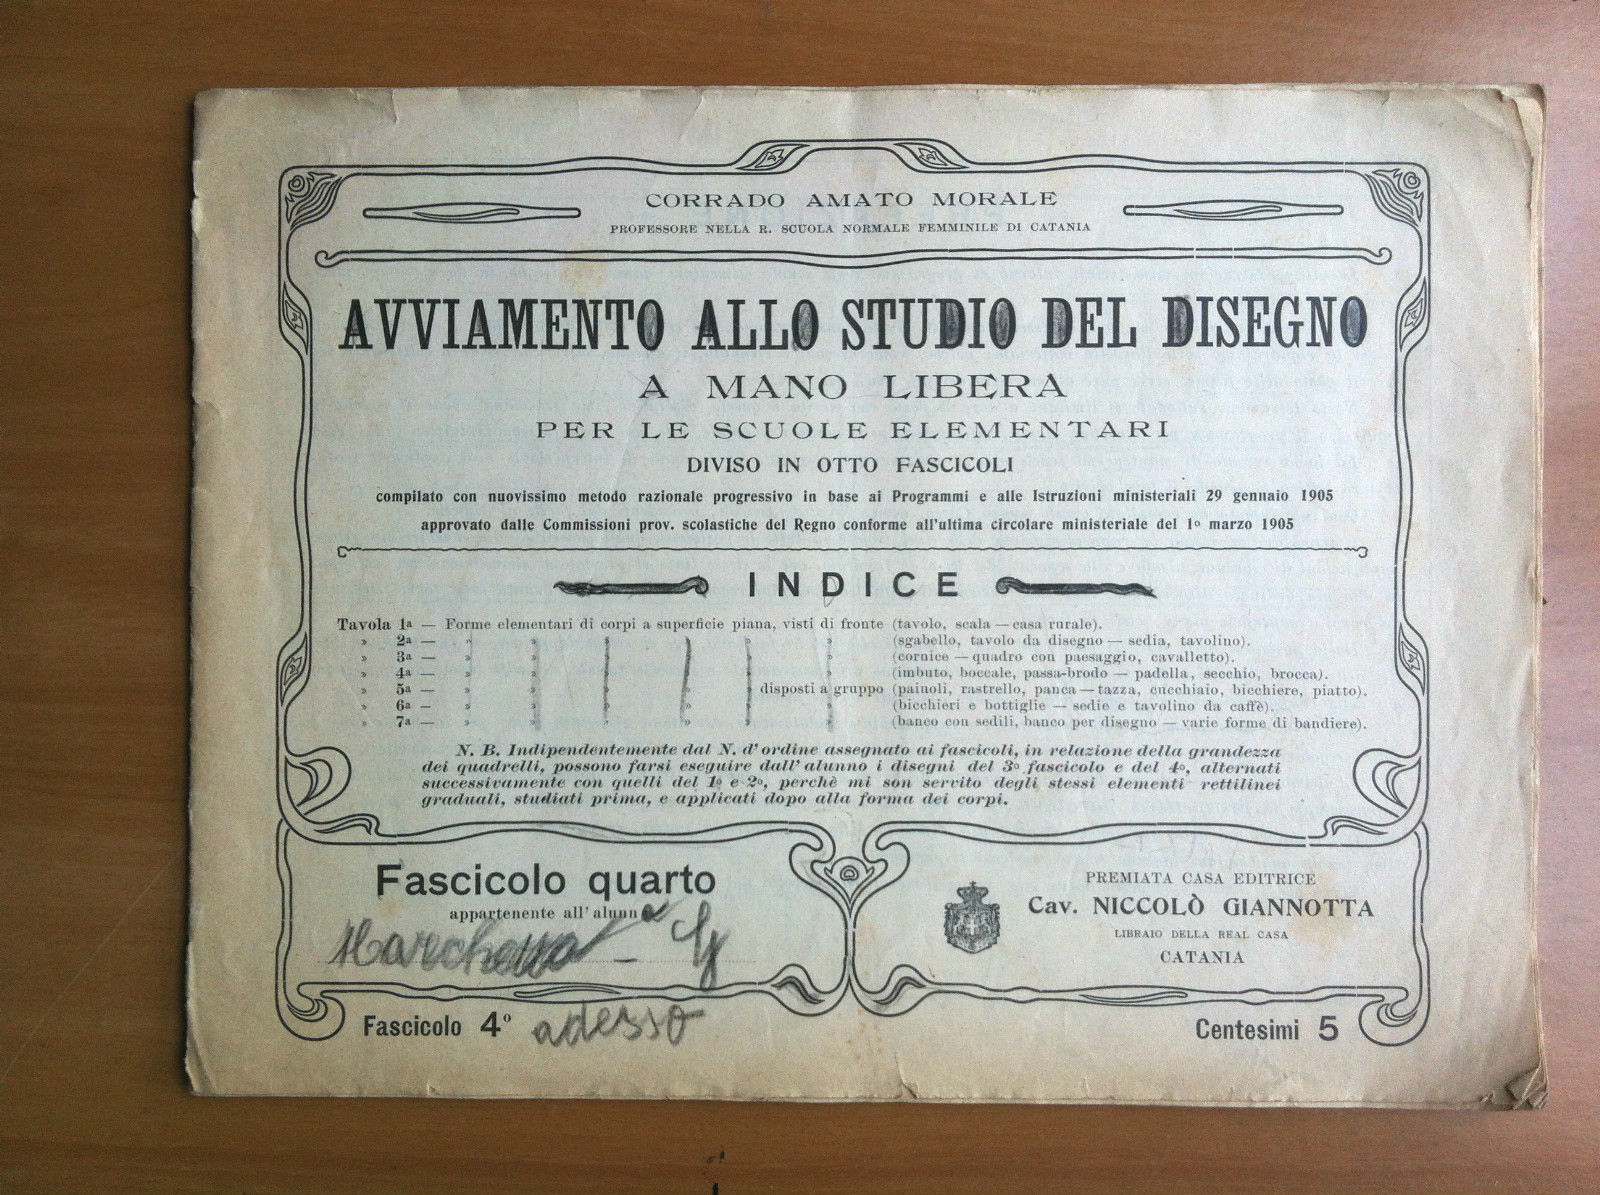 CORRADO AMATO MORALE
PROFESSORE NELLA R. SCUOLA NORMALE FEMMINILE DI CATANIA
AVVIAMENTO ALLO STUDIO DEL DISEGNO
A MANO LIBERA
PER LE SCUOLE ELEMENTARI
DIVISO IN OTTO FASCICOLI
compilato con nuovissimo metodo razionale progressivo in base ai Programmi e alle Istruzioni ministeriali 29 gennaio 1905
approvato dalle Commissioni prov. scolastiche del Regno conforme all'ultima circolare ministeriale del 1º marzo 1905
INDICE
Tavola 1ª — Forme elementari di corpi a superficie piana, visti di fronte (tavolo, scala — casa rurale).
» 2ª — » » » » » » (sgabello, tavolo da disegno — sedia, tavolino).
» 3ª — » » » » » » (cornice — quadro con paesaggio, cavalletto).
» 4ª — » » » » » » (imbuto, boccale, passa-brodo — padella, secchio, brocca).
» 5ª — » » » » » disposti a gruppo (paiuoli, rastrello, panca — tazza, cucchiaio, bicchiere, piatto).
» 6ª — » » » » » » (bicchieri e bottiglie — sedie e tavolino da caffè).
» 7ª — » » » » » » (banco con sedili, banco per disegno — varie forme di bandiere).
N. B. Indipendentemente dal N. d'ordine assegnato ai fascicoli, in relazione della grandezza
dei quadrelli, possono farsi eseguire dall'alunno i disegni del 3º fascicolo e del 4º, alternati
successivamente con quelli del 1º e 2º, perchè mi son servito degli stessi elementi rettilinei
graduali, studiati prima, e applicati dopo alla forma dei corpi.
Fascicolo quarto
appartenente all'alunn
Fascicolo 4º adesso
PREMIATA CASA EDITRICE
Cav. NICCOLÒ GIANNOTTA
LIBRAIO DELLA REAL CASA
CATANIA
Centesimi 5